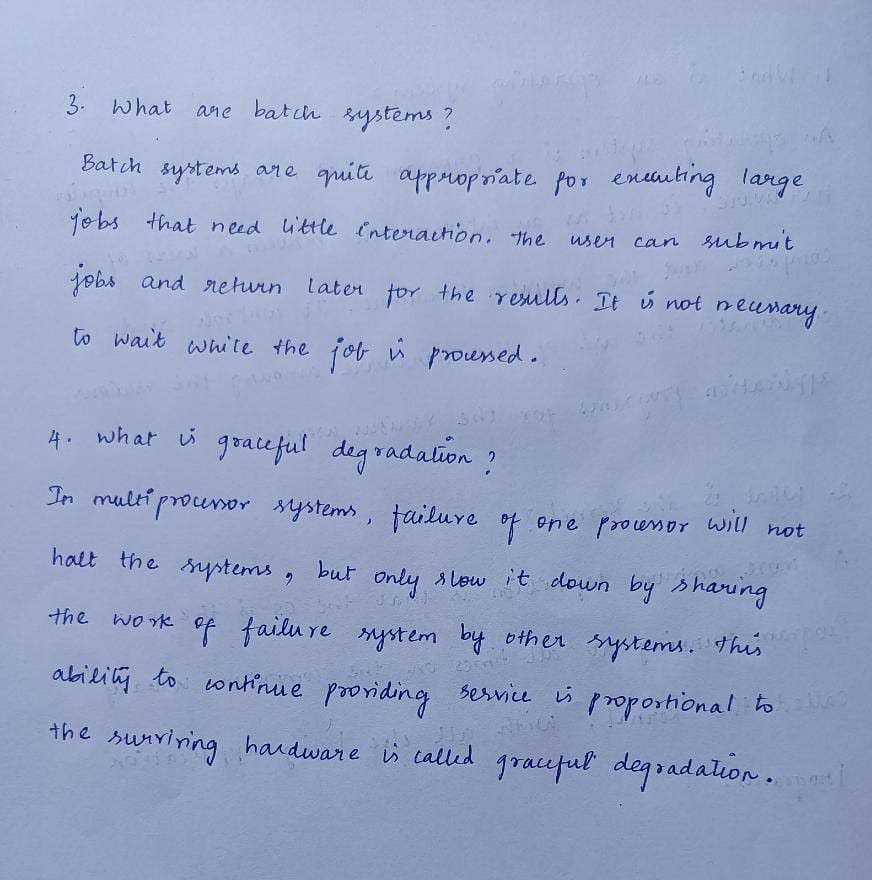 3. What are batch systems?
Batch systems are quite appropriate for executing large
jobs that need little interaction. The user can submit
jobs and return later for the results. It is not necessary
to wait while the job is processed.
4. What is graceful degradation?
In multiprocessor systems, failure of one processor will not
halt the systems, but only slow it down by sharing
the work of failure system by other systems. This
ability to continue providing service is proportional to
the surviving hardware is called graceful degradation.